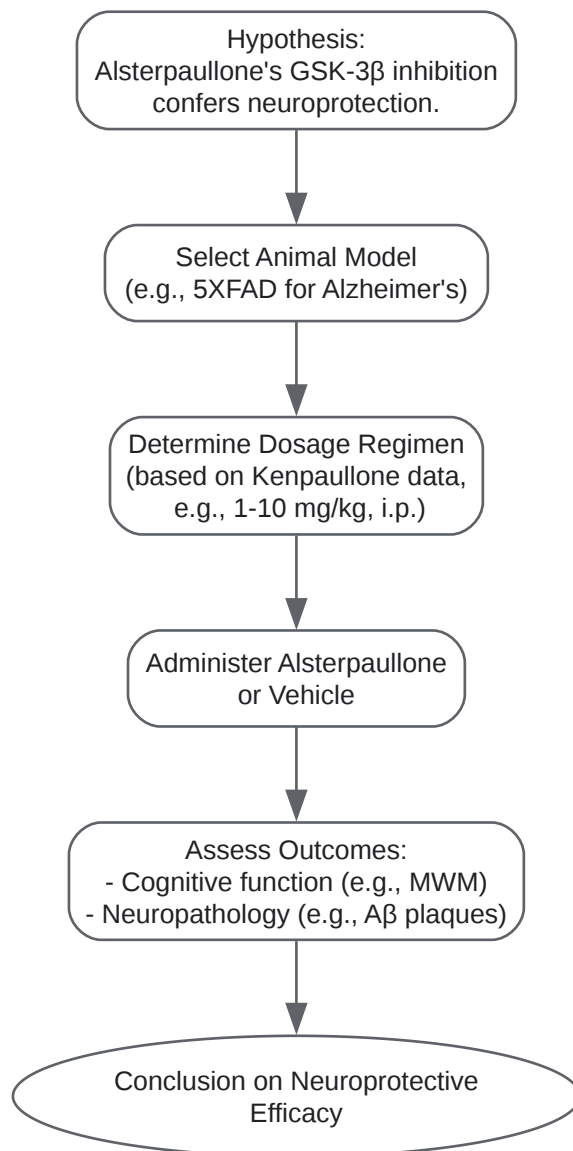 Hypothesis:
Alsterpaullone's GSK-3β inhibition
confers neuroprotection.
Select Animal Model
(e.g., 5XFAD for Alzheimer's)
Determine Dosage Regimen
(based on Kenpaullone data,
e.g., 1-10 mg/kg, i.p.)
Administer Alsterpaullone
or Vehicle
Assess Outcomes:
- Cognitive function (e.g., MWM)
- Neuropathology (e.g., Aβ plaques)
Conclusion on Neuroprotective
Efficacy